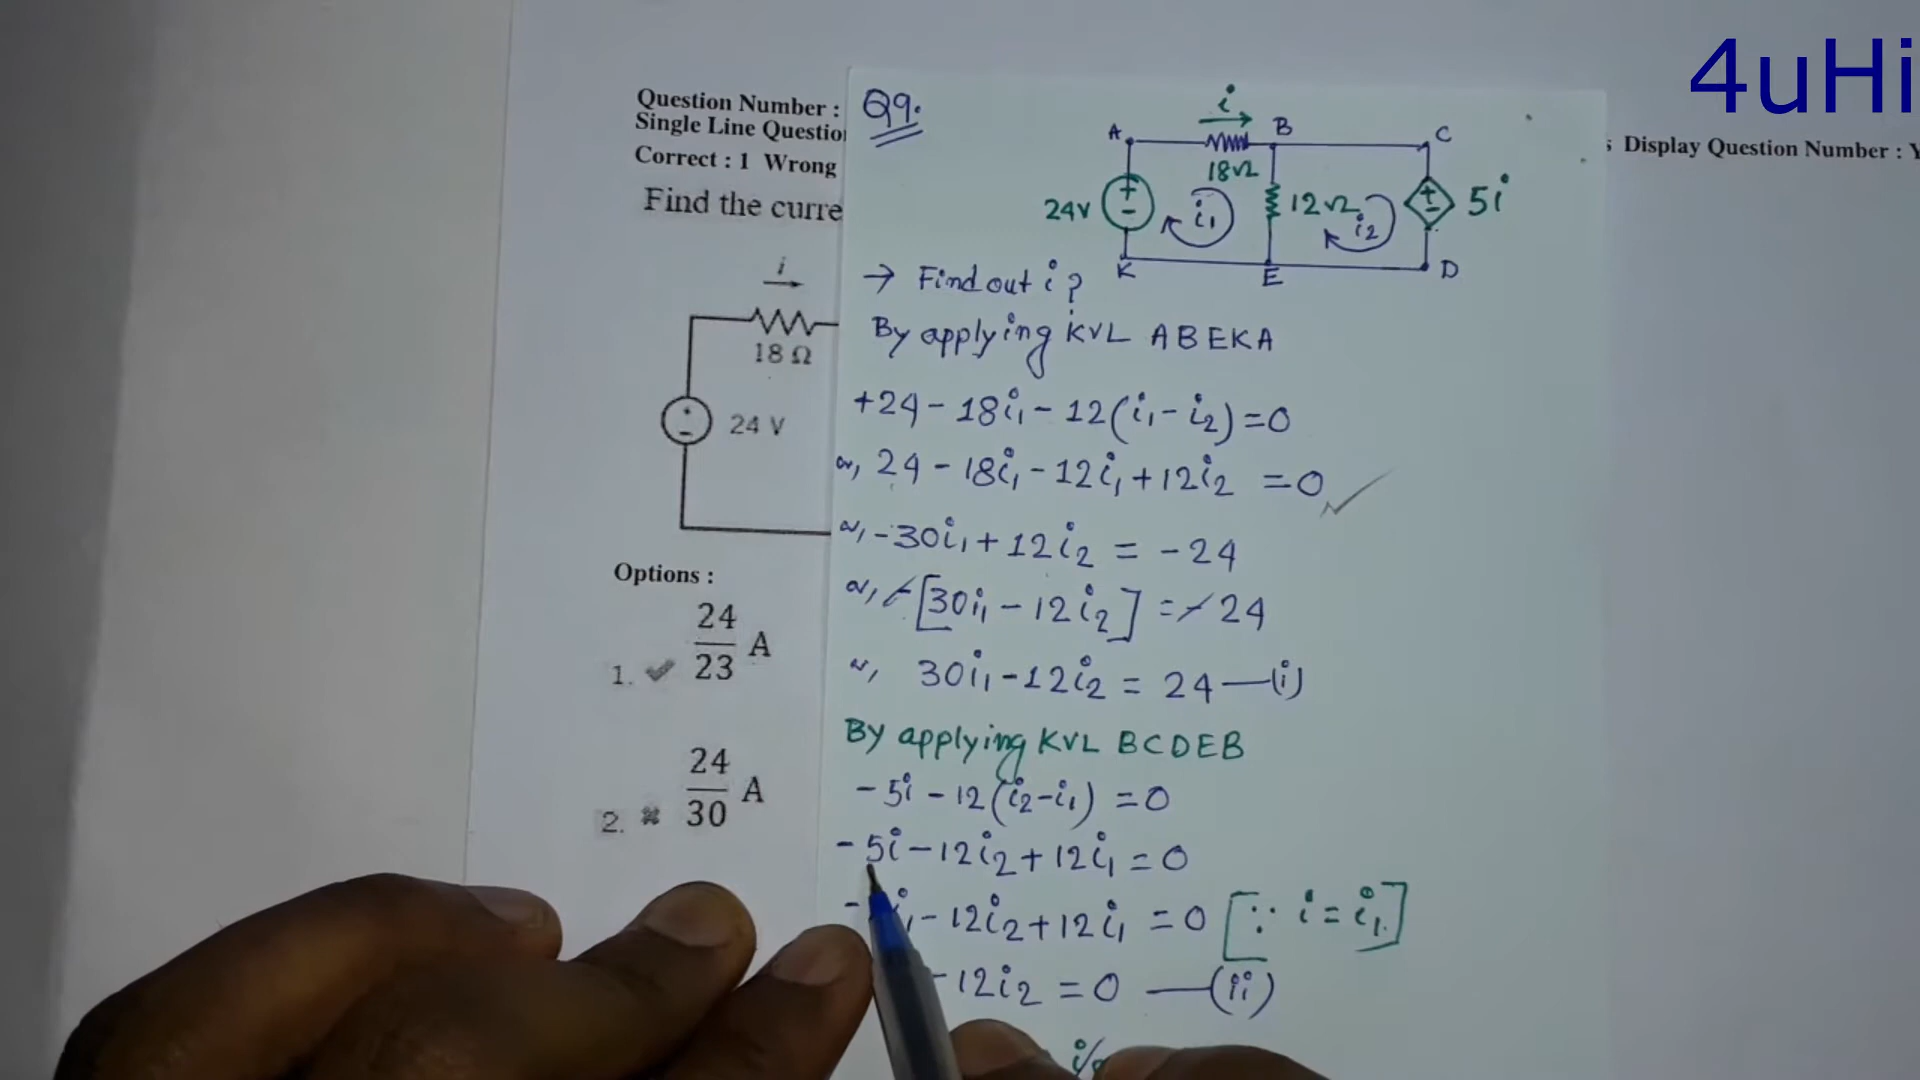 4uHi
Question Number :
Single Line Question
Correct : 1 Wrong
Display Question Number : Y
Find the curre
i
18 Ω
24 V
Options :
24
23
A
1. ✔
24
30
A
2. ✖
Q9.
i
A
B
C
18Ω
24V
+
-
i1
12Ω
i2
+
-
5i
K
E
D
→ Find out i ?
By applying KVL ABEKA
+24 - 18i1 - 12(i1 - i2) = 0
or, 24 - 18i1 - 12i1 + 12i2 = 0 ✓
or, -30i1 + 12i2 = -24
or, -[30i1 - 12i2] = -24
or, 30i1 - 12i2 = 24 —(i)
By applying KVL BCDEB
- 5i - 12(i2 - i1) = 0
- 5i - 12i2 + 12i1 = 0
- i1 - 12i2 + 12i1 = 0 [∵ i = i1.]
- 12i2 = 0 —(ii)